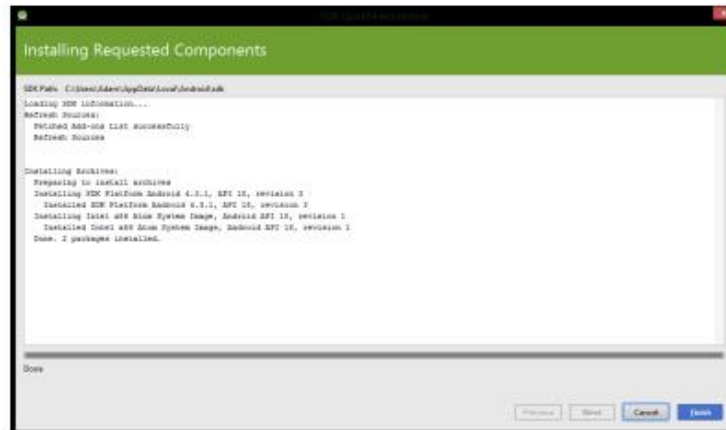 Installing Requested Components
SDK Path: C:\Users\Adam\AppData\Local\Android\sdk
Loading SDK information...
Refresh Sources:
Fetched Add-ons List successfully
Refresh Sources
Installing Archives:
Preparing to install archives
Installing SDK Platform Android 4.3.1, API 18, revision 3
Installed SDK Platform Android 4.3.1, API 18, revision 3
Installing Intel x86 Atom System Image, Android API 18, revision 1
Installed Intel x86 Atom System Image, Android API 18, revision 1
Done. 2 packages installed.
Done
Previous Next Cancel Finish